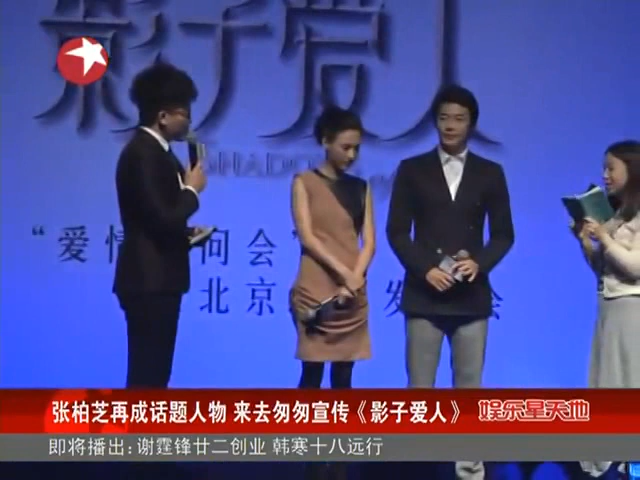 影子爱人
SHADO
“爱情 问会”
北京 发 会
张柏芝再成话题人物 来去匆匆宣传《影子爱人》 娱乐星天地
即将播出:谢霆锋廿二创业 韩寒十八远行